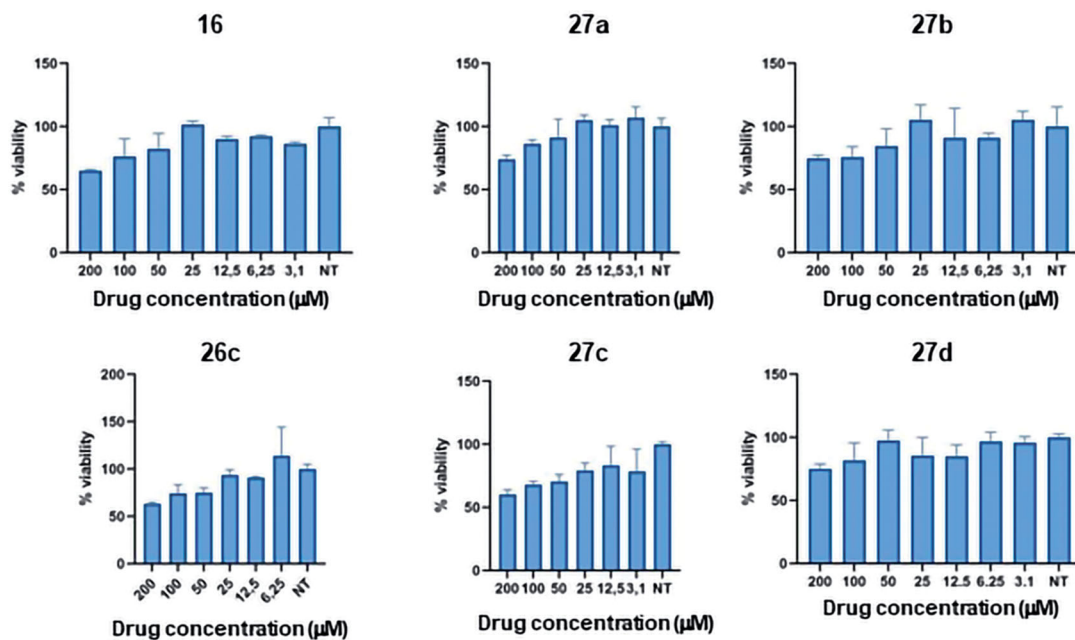 16
150
100
50
0
% viability
200 100 50 25 12,5 6,25 3,1 NT
Drug concentration (µM)
27a
150
100
50
0
% viability
200 100 50 25 12,5 3,1 NT
Drug concentration (µM)
27b
150
100
50
0
% viability
200 100 50 25 12,5 6,25 3,1 NT
Drug concentration (µM)
26c
200
150
100
50
0
% viability
200 100 50 25 12,5 6,25 NT
Drug concentration (µM)
27c
150
100
50
0
% viability
200 100 50 25 12,5 3,1 NT
Drug concentration (µM)
27d
150
100
50
0
% viability
200 100 50 25 12.5 6,25 3.1 NT
Drug concentration (µM)